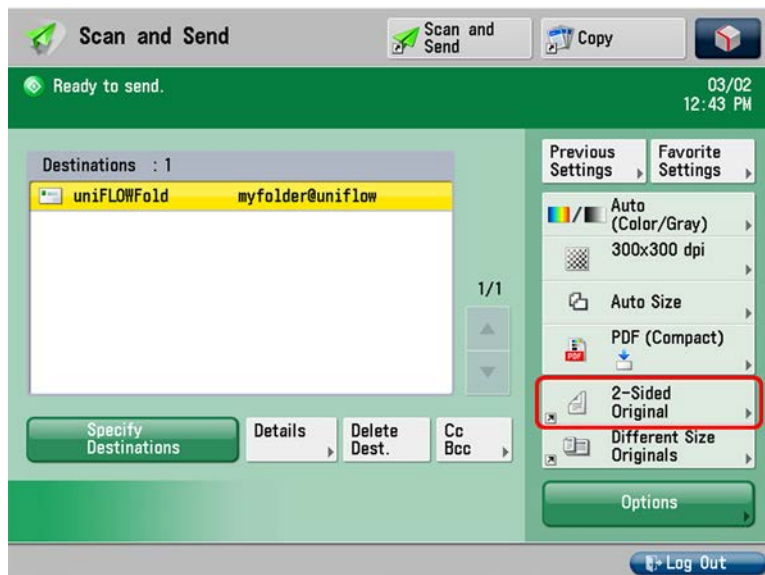 Scan and Send
Scan and
Send
Copy
Ready to send.
03/02
12:43 PM
Destinations : 1
uniFLOWFold myfolder@uniflow
1/1
Previous
Settings
Favorite
Settings
Auto
(Color/Gray)
300x300 dpi
Auto Size
PDF
PDF (Compact)
2-Sided
Original
Different Size
Originals
Specify
Destinations
Details
Delete
Dest.
Cc
Bcc
Options
Log Out